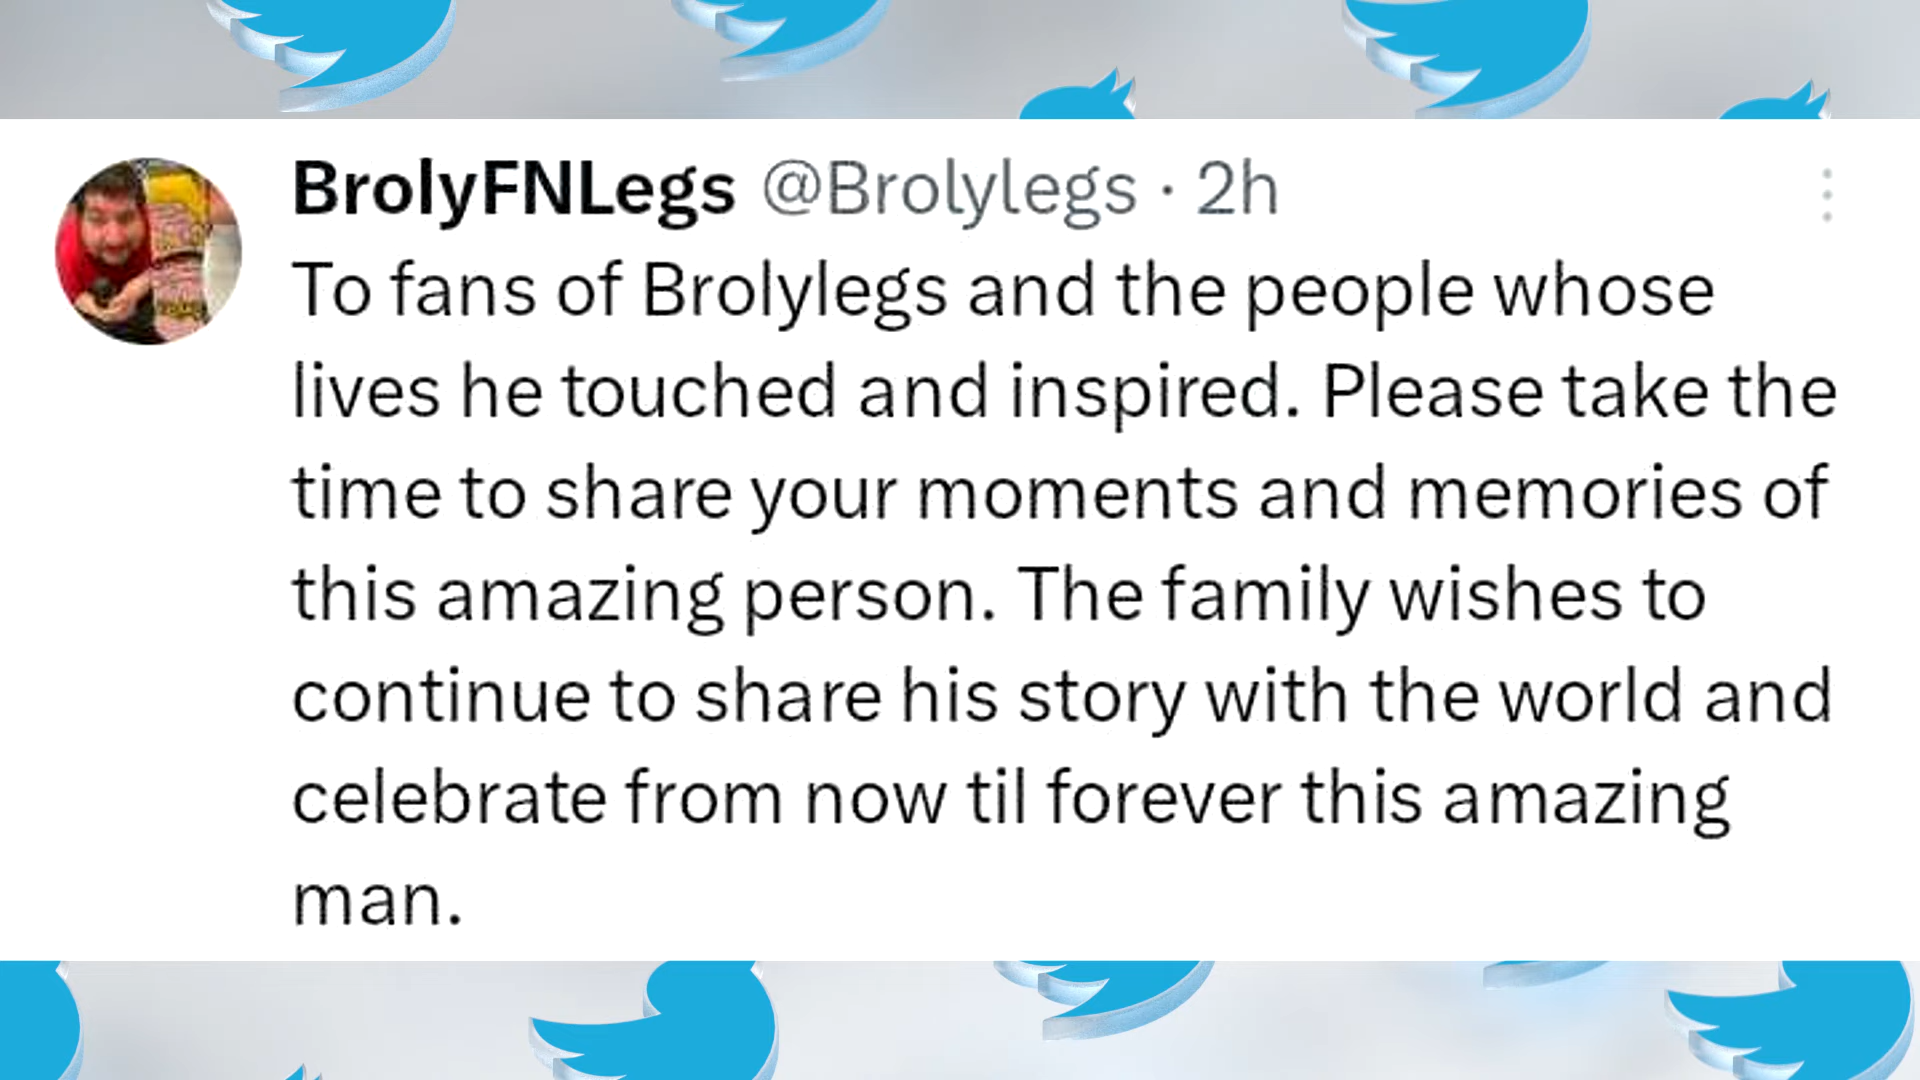 BrolyFNLegs @Brolylegs · 2h
To fans of Brolylegs and the people whose
lives he touched and inspired. Please take the
time to share your moments and memories of
this amazing person. The family wishes to
continue to share his story with the world and
celebrate from now til forever this amazing
man.